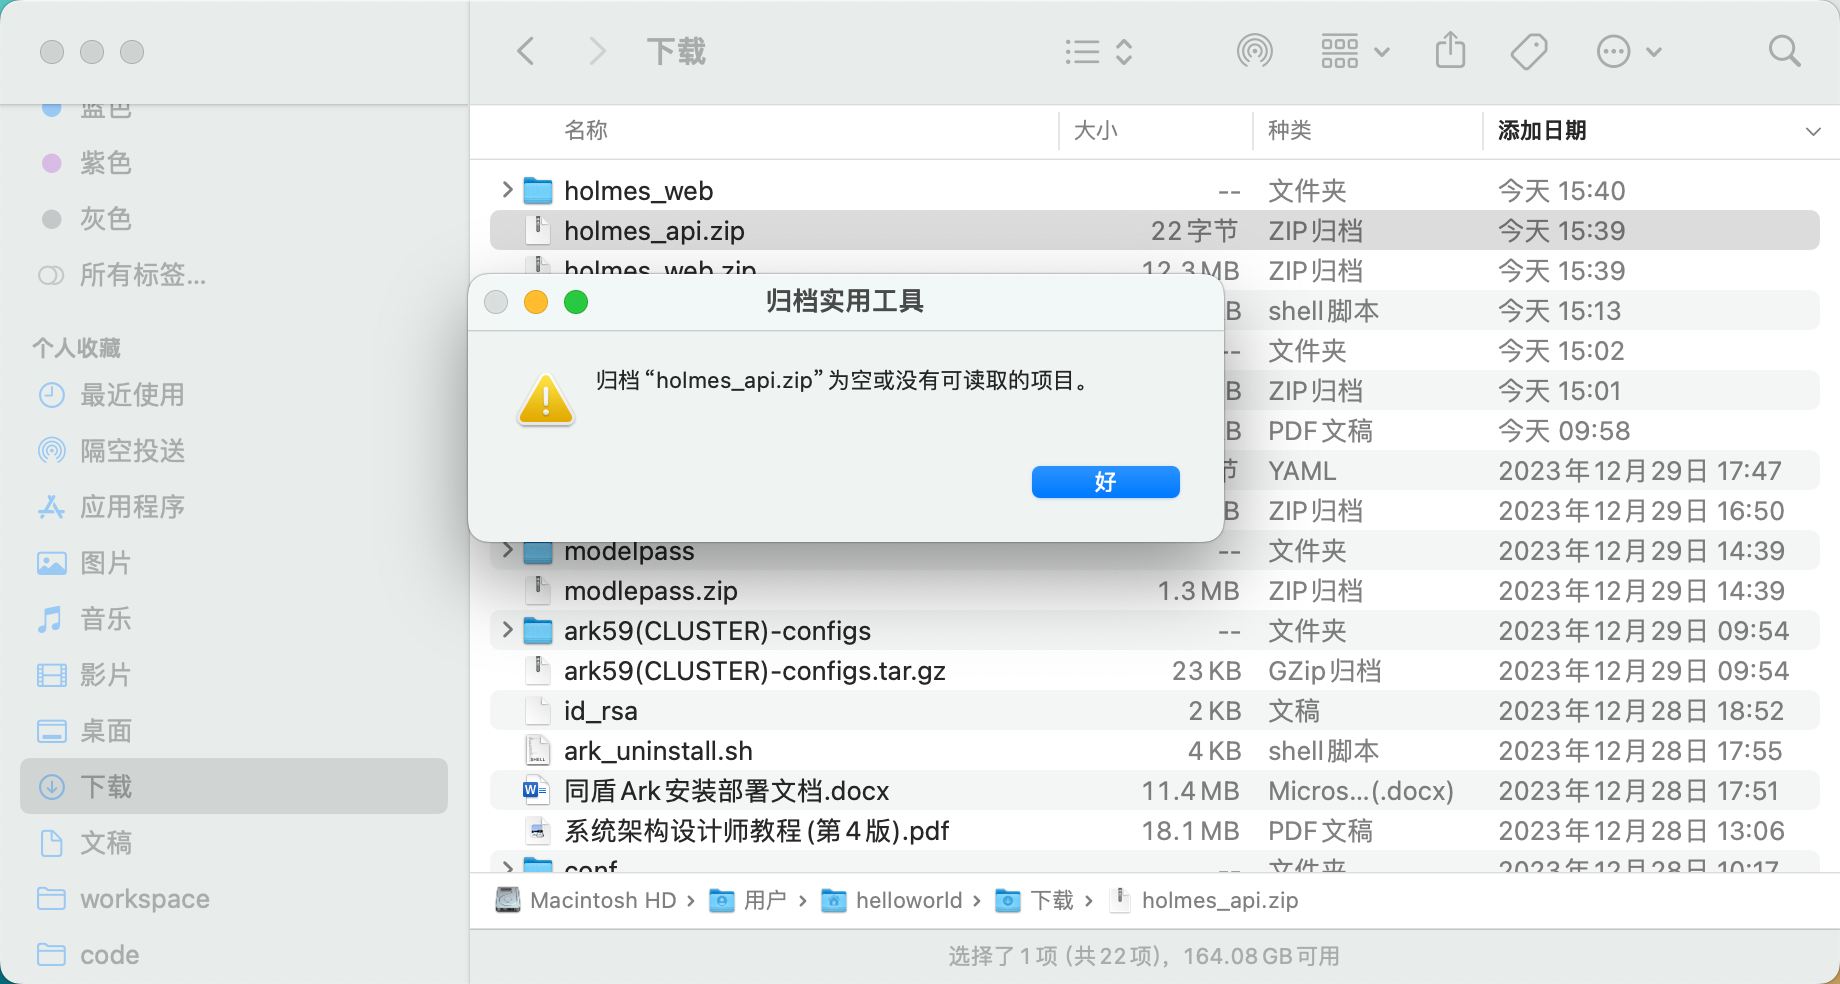 下载
蓝色
紫色
灰色
所有标签...
个人收藏
最近使用
隔空投送
应用程序
图片
音乐
影片
桌面
下载
文稿
workspace
code
名称 大小 种类 添加日期
holmes_web -- 文件夹 今天 15:40
holmes_api.zip 22字节 ZIP归档 今天 15:39
holmes_web.zip 12.3 MB ZIP归档 今天 15:39
B shell脚本 今天 15:13
-- 文件夹 今天 15:02
B ZIP归档 今天 15:01
B PDF文稿 今天 09:58
节 YAML 2023年12月29日 17:47
B ZIP归档 2023年12月29日 16:50
modelpass -- 文件夹 2023年12月29日 14:39
modlepass.zip 1.3 MB ZIP归档 2023年12月29日 14:39
ark59(CLUSTER)-configs -- 文件夹 2023年12月29日 09:54
ark59(CLUSTER)-configs.tar.gz 23 KB GZip归档 2023年12月29日 09:54
id_rsa 2 KB 文稿 2023年12月28日 18:52
ark_uninstall.sh 4 KB shell脚本 2023年12月28日 17:55
同盾Ark安装部署文档.docx 11.4 MB Micros...(.docx) 2023年12月28日 17:51
系统架构设计师教程(第4版).pdf 18.1 MB PDF文稿 2023年12月28日 13:06
conf -- 文件夹 2023年12月28日 10:17
归档实用工具
归档“holmes_api.zip”为空或没有可读取的项目。
好
Macintosh HD › 用户 › helloworld › 下载 › holmes_api.zip
选择了1项 (共22项)，164.08 GB可用